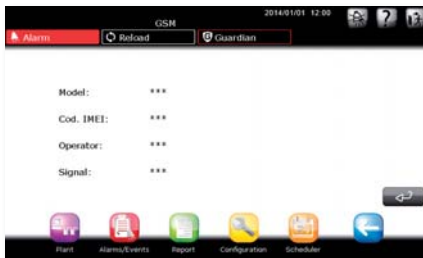 GSM
2014/01/01 12:00
Alarm
Reload
Guardian
Model: ***
Cod. IMEI: ***
Operator: ***
Signal: ***
Plant
Alarms/Events
Report
Configuration
Scheduler